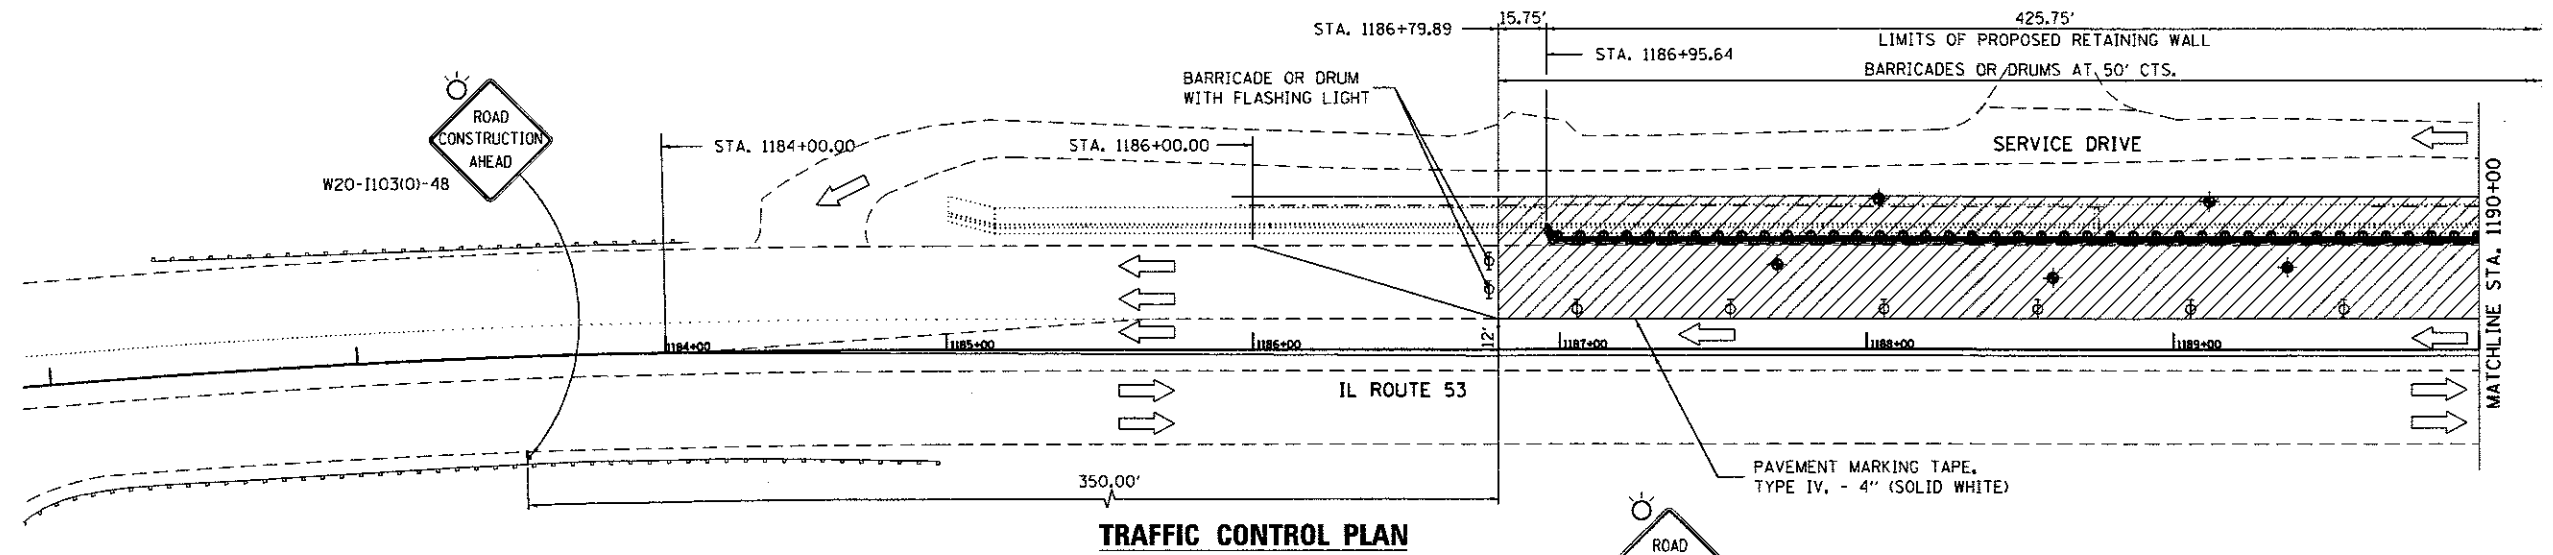 15.75'
425.75'
STA. 1186+79.89
LIMITS OF PROPOSED RETAINING WALL
STA. 1186+95.64
BARRICADE OR DRUM
WITH FLASHING LIGHT
BARRICADES OR DRUMS AT 50' CTS.
ROAD
CONSTRUCTION
AHEAD
W20-I103(O)-48
STA. 1184+00.00
STA. 1186+00.00
SERVICE DRIVE
MATCHLINE STA. 1190+00
12'
1184+00
1185+00
1186+00
1187+00
1188+00
1189+00
IL ROUTE 53
PAVEMENT MARKING TAPE.
TYPE IV. - 4" (SOLID WHITE)
350.00'
TRAFFIC CONTROL PLAN
ROAD